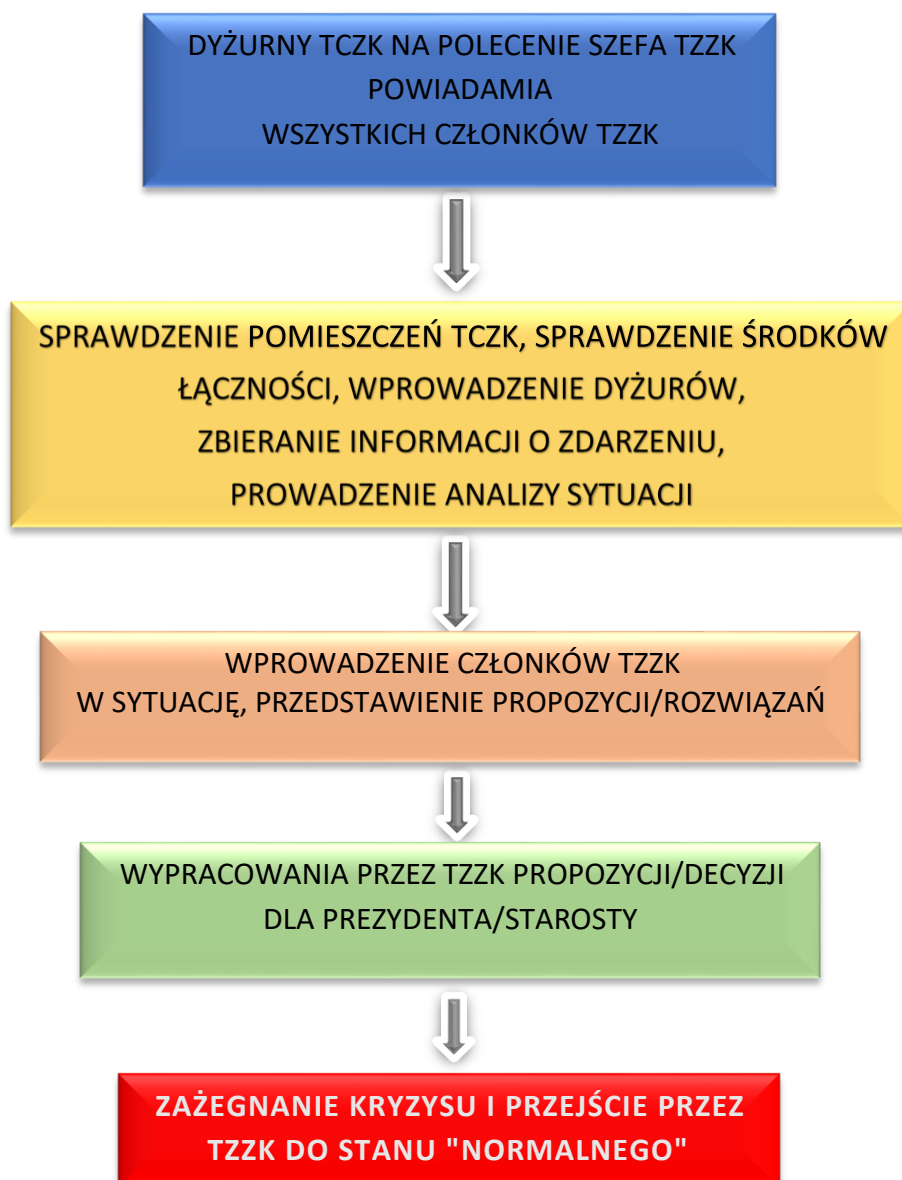 DYŻURNY TCZK NA POLECENIE SZEFA TZZK
POWIADAMIA
WSZYSTKICH CZŁONKÓW TZZK
SPRAWDZENIE POMIESZCZEŃ TCZK, SPRAWDZENIE ŚRODKÓW
ŁĄCZNOŚCI, WPROWADZENIE DYŻURÓW,
ZBIERANIE INFORMACJI O ZDARZENIU,
PROWADZENIE ANALIZY SYTUACJI
WPROWADZENIE CZŁONKÓW TZZK
W SYTUACJĘ, PRZEDSTAWIENIE PROPOZYCJI/ROZWIĄZAŃ
WYPRACOWANIA PRZEZ TZZK PROPOZYCJI/DECYZJI
DLA PREZYDENTA/STAROSTY
ZAŻEGNANIE KRYZYSU I PRZEJŚCIE PRZEZ
TZZK DO STANU "NORMALNEGO"